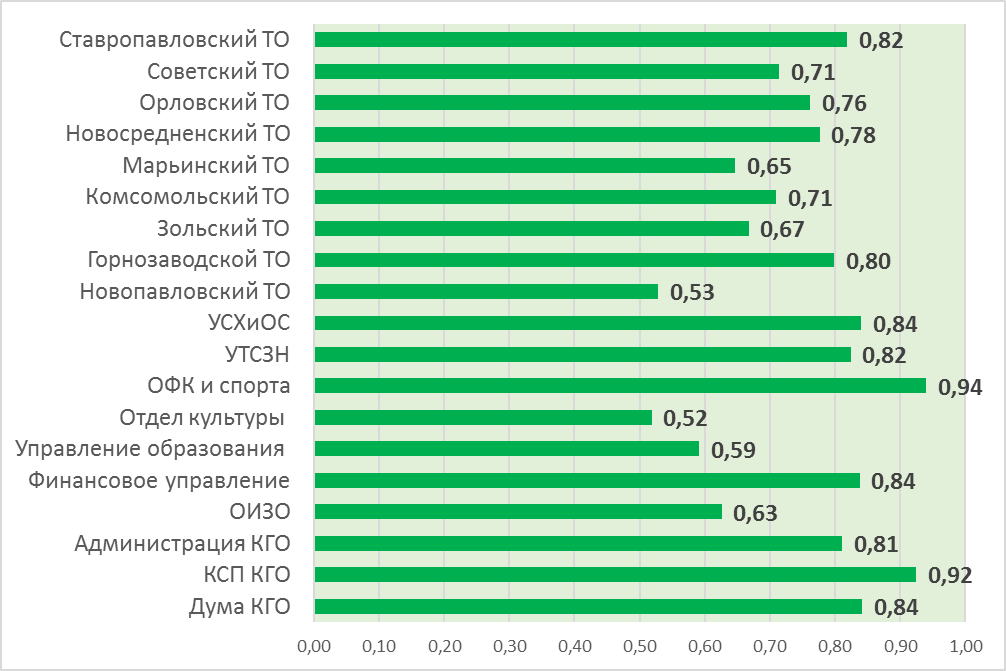 Ставропавловский ТО 0,82
Советский ТО 0,71
Орловский ТО 0,76
Новосредненский ТО 0,78
Марьинский ТО 0,65
Комсомольский ТО 0,71
Зольский ТО 0,67
Горнозаводской ТО 0,80
Новопавловский ТО 0,53
УСХиОС 0,84
УТСЗН 0,82
ОФК и спорта 0,94
Отдел культуры 0,52
Управление образования 0,59
Финансовое управление 0,84
ОИЗО 0,63
Администрация КГО 0,81
КСП КГО 0,92
Дума КГО 0,84
0,00 0,10 0,20 0,30 0,40 0,50 0,60 0,70 0,80 0,90 1,00